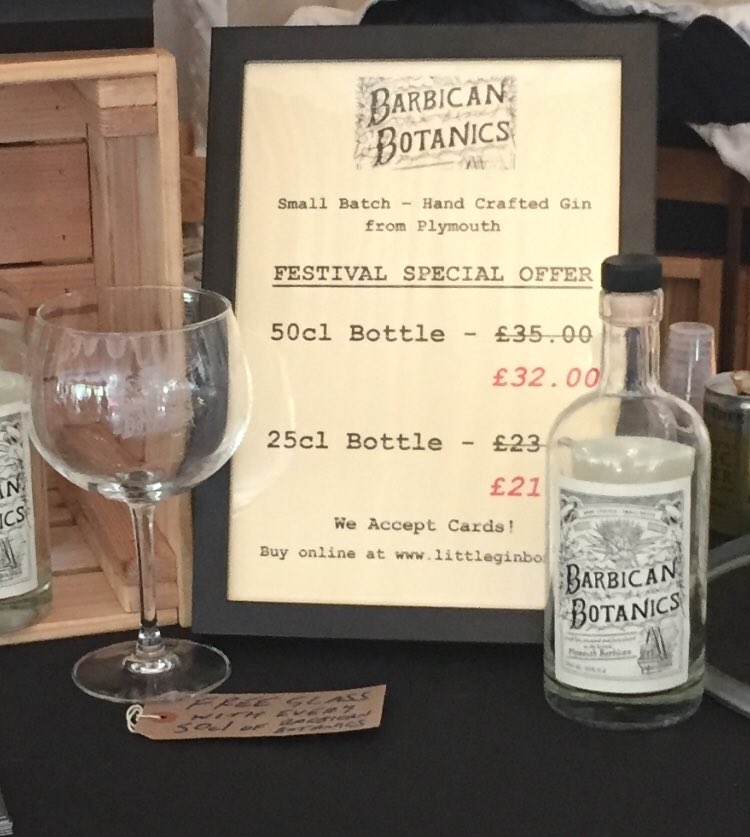 BARBICAN
BOTANICS
Small Batch - Hand Crafted Gin
from Plymouth
FESTIVAL SPECIAL OFFER
50cl Bottle - £35.00
£32.00
25cl Bottle - £23
£21
We Accept Cards!
Buy online at www.littleginbo
BARBICAN
BOTANICS
Plymouth Barbican
AN
ICS
FREE GLASS
WITH EVERY
50cl OF BARBICAN
BOTANICS